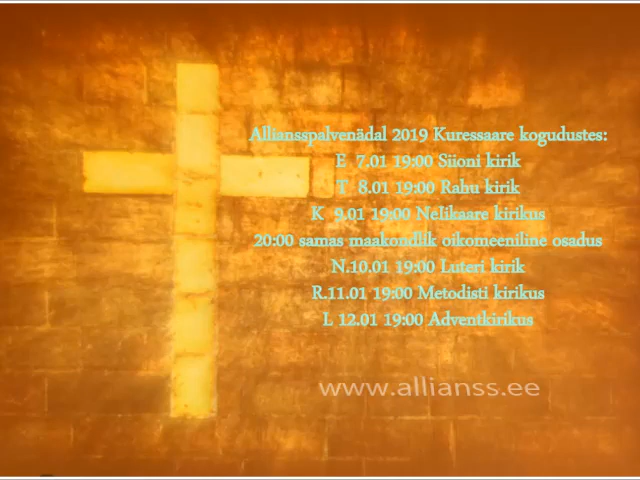 Alliansspalvenädal 2019 Kuressaare kogudustes:
E 7.01 19:00 Siioni kirik
T 8.01 19:00 Rahu kirik
K 9.01 19:00 Nelikaare kirikus
20:00 samas maakondlik oikomeeniline osadus
N.10.01 19:00 Luteri kirik
R.11.01 19:00 Metodisti kirikus
L 12.01 19:00 Adventkirikus
www.allianss.ee